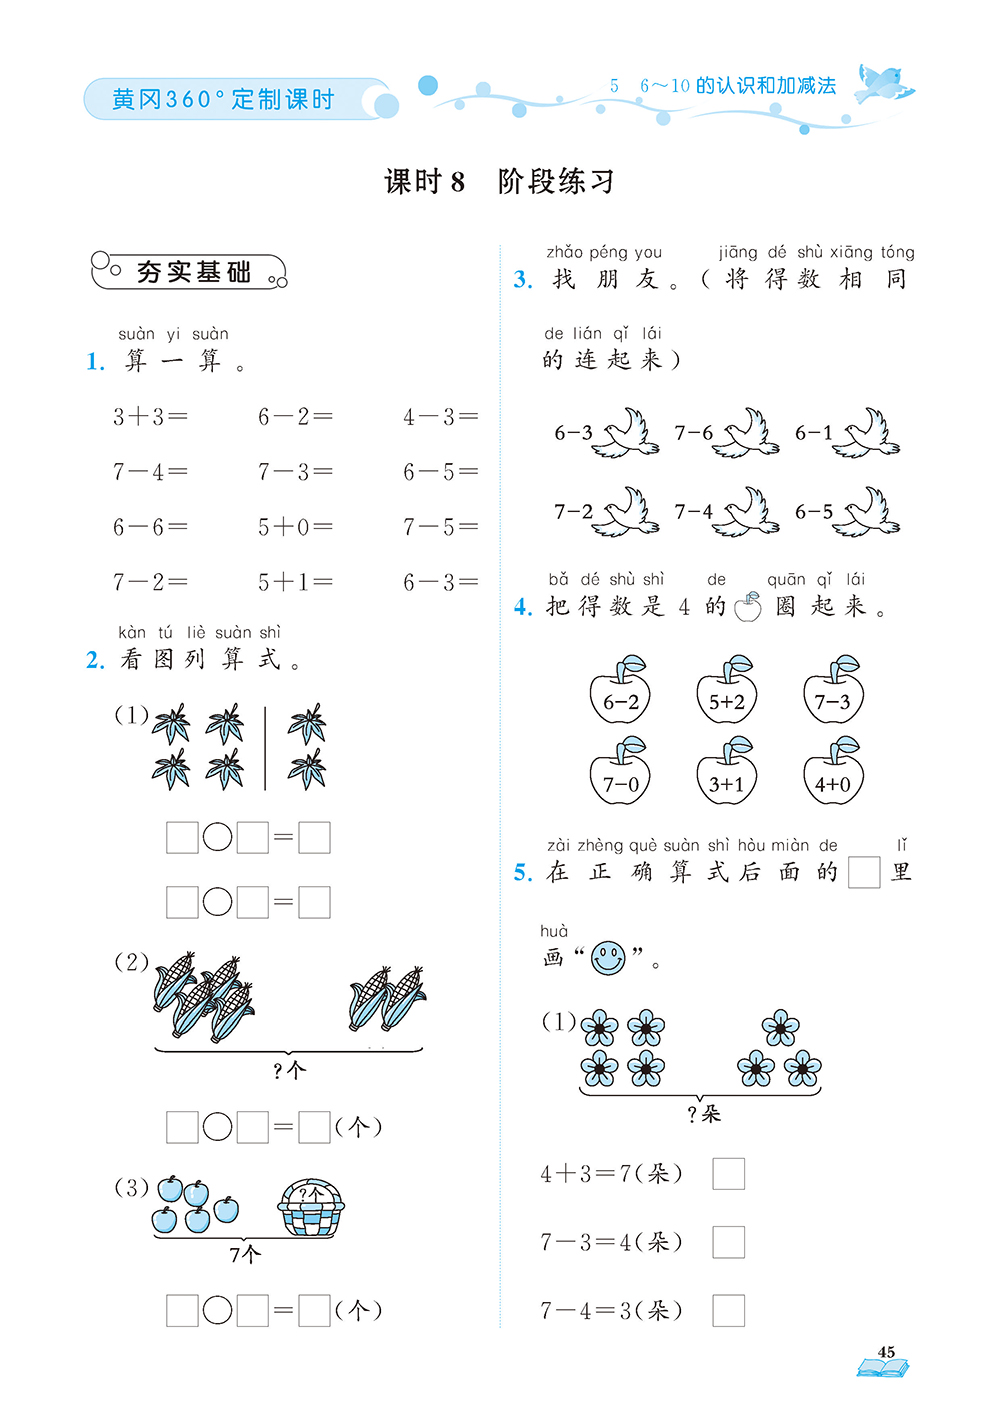 黄冈360°定制课时
5 6～10的认识和加减法
课时8 阶段练习
夯实基础
suàn yi suàn
1. 算一算。
3＋3＝ 6－2＝ 4－3＝
7－4＝ 7－3＝ 6－5＝
6－6＝ 5＋0＝ 7－5＝
7－2＝ 5＋1＝ 6－3＝
kàn tú liè suàn shì
2. 看图列算式。
(1)
□○□＝□
□○□＝□
(2)
?个
□○□＝□(个)
(3)
?个
7个
□○□＝□(个)
zhǎo péng you jiāng dé shù xiāng tóng
3. 找朋友。(将得数相同
de lián qǐ lái
的连起来)
6−3 7−6 6−1
7−2 7−4 6−5
bǎ dé shù shì de quān qǐ lái
4. 把得数是4的 圈起来。
6−2 5+2 7−3
7−0 3+1 4+0
zài zhèng què suàn shì hòu miàn de lǐ
5. 在正确算式后面的□里
huà
画“ ”。
(1)
?朵
4＋3＝7(朵) □
7－3＝4(朵) □
7－4＝3(朵) □
45